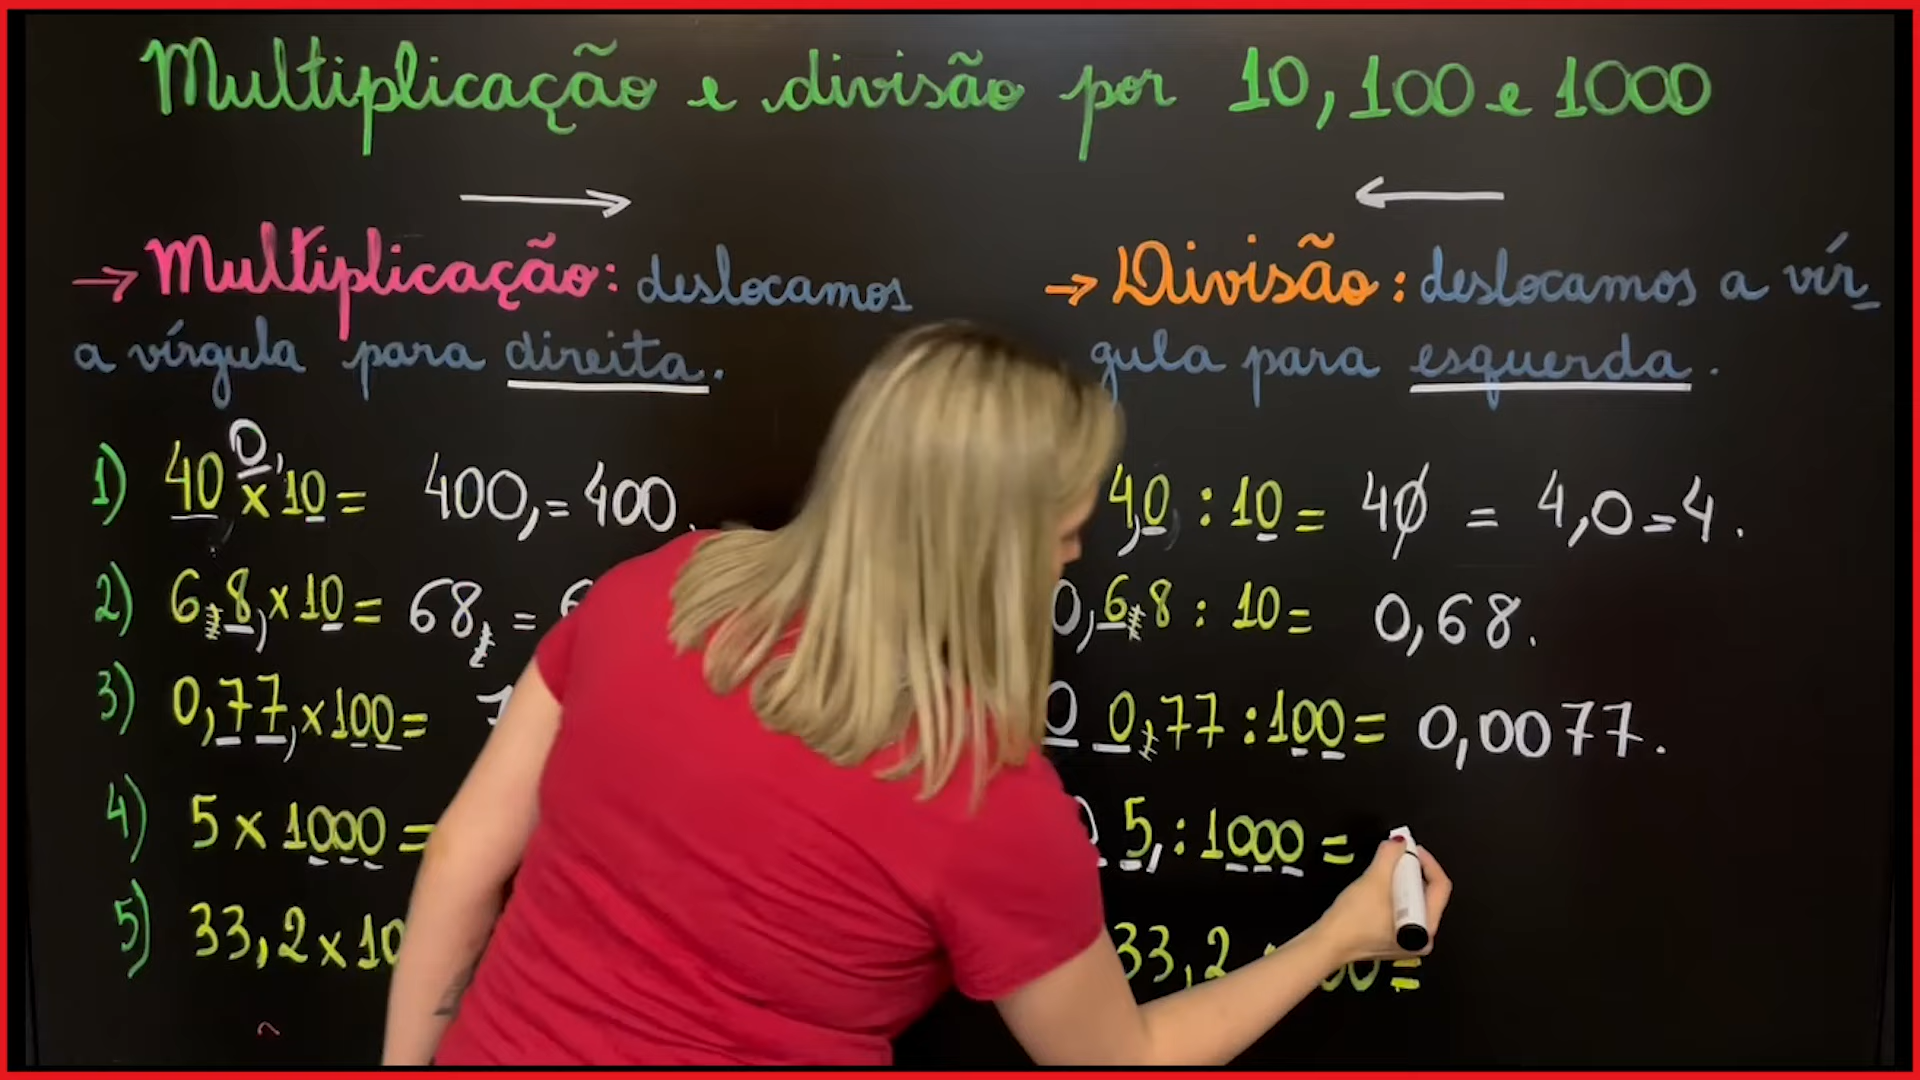 Multiplicação e divisão por 10, 100 e 1000
→ Multiplicação: deslocamos
a vírgula para direita.
1) 40 0, x 10 = 400, = 400.
2) 6,8, x 10 = 68, =
3) 0,77, x 100 =
4) 5 x 1000 =
5) 33,2 x 10
→ Divisão: deslocamos a vír_
gula para esquerda.
4,0 : 10 = 40 = 4,0 = 4.
0,6,8 : 10 = 0,68.
0 0,77 : 100 = 0,0077.
5, : 1000 =
33,2